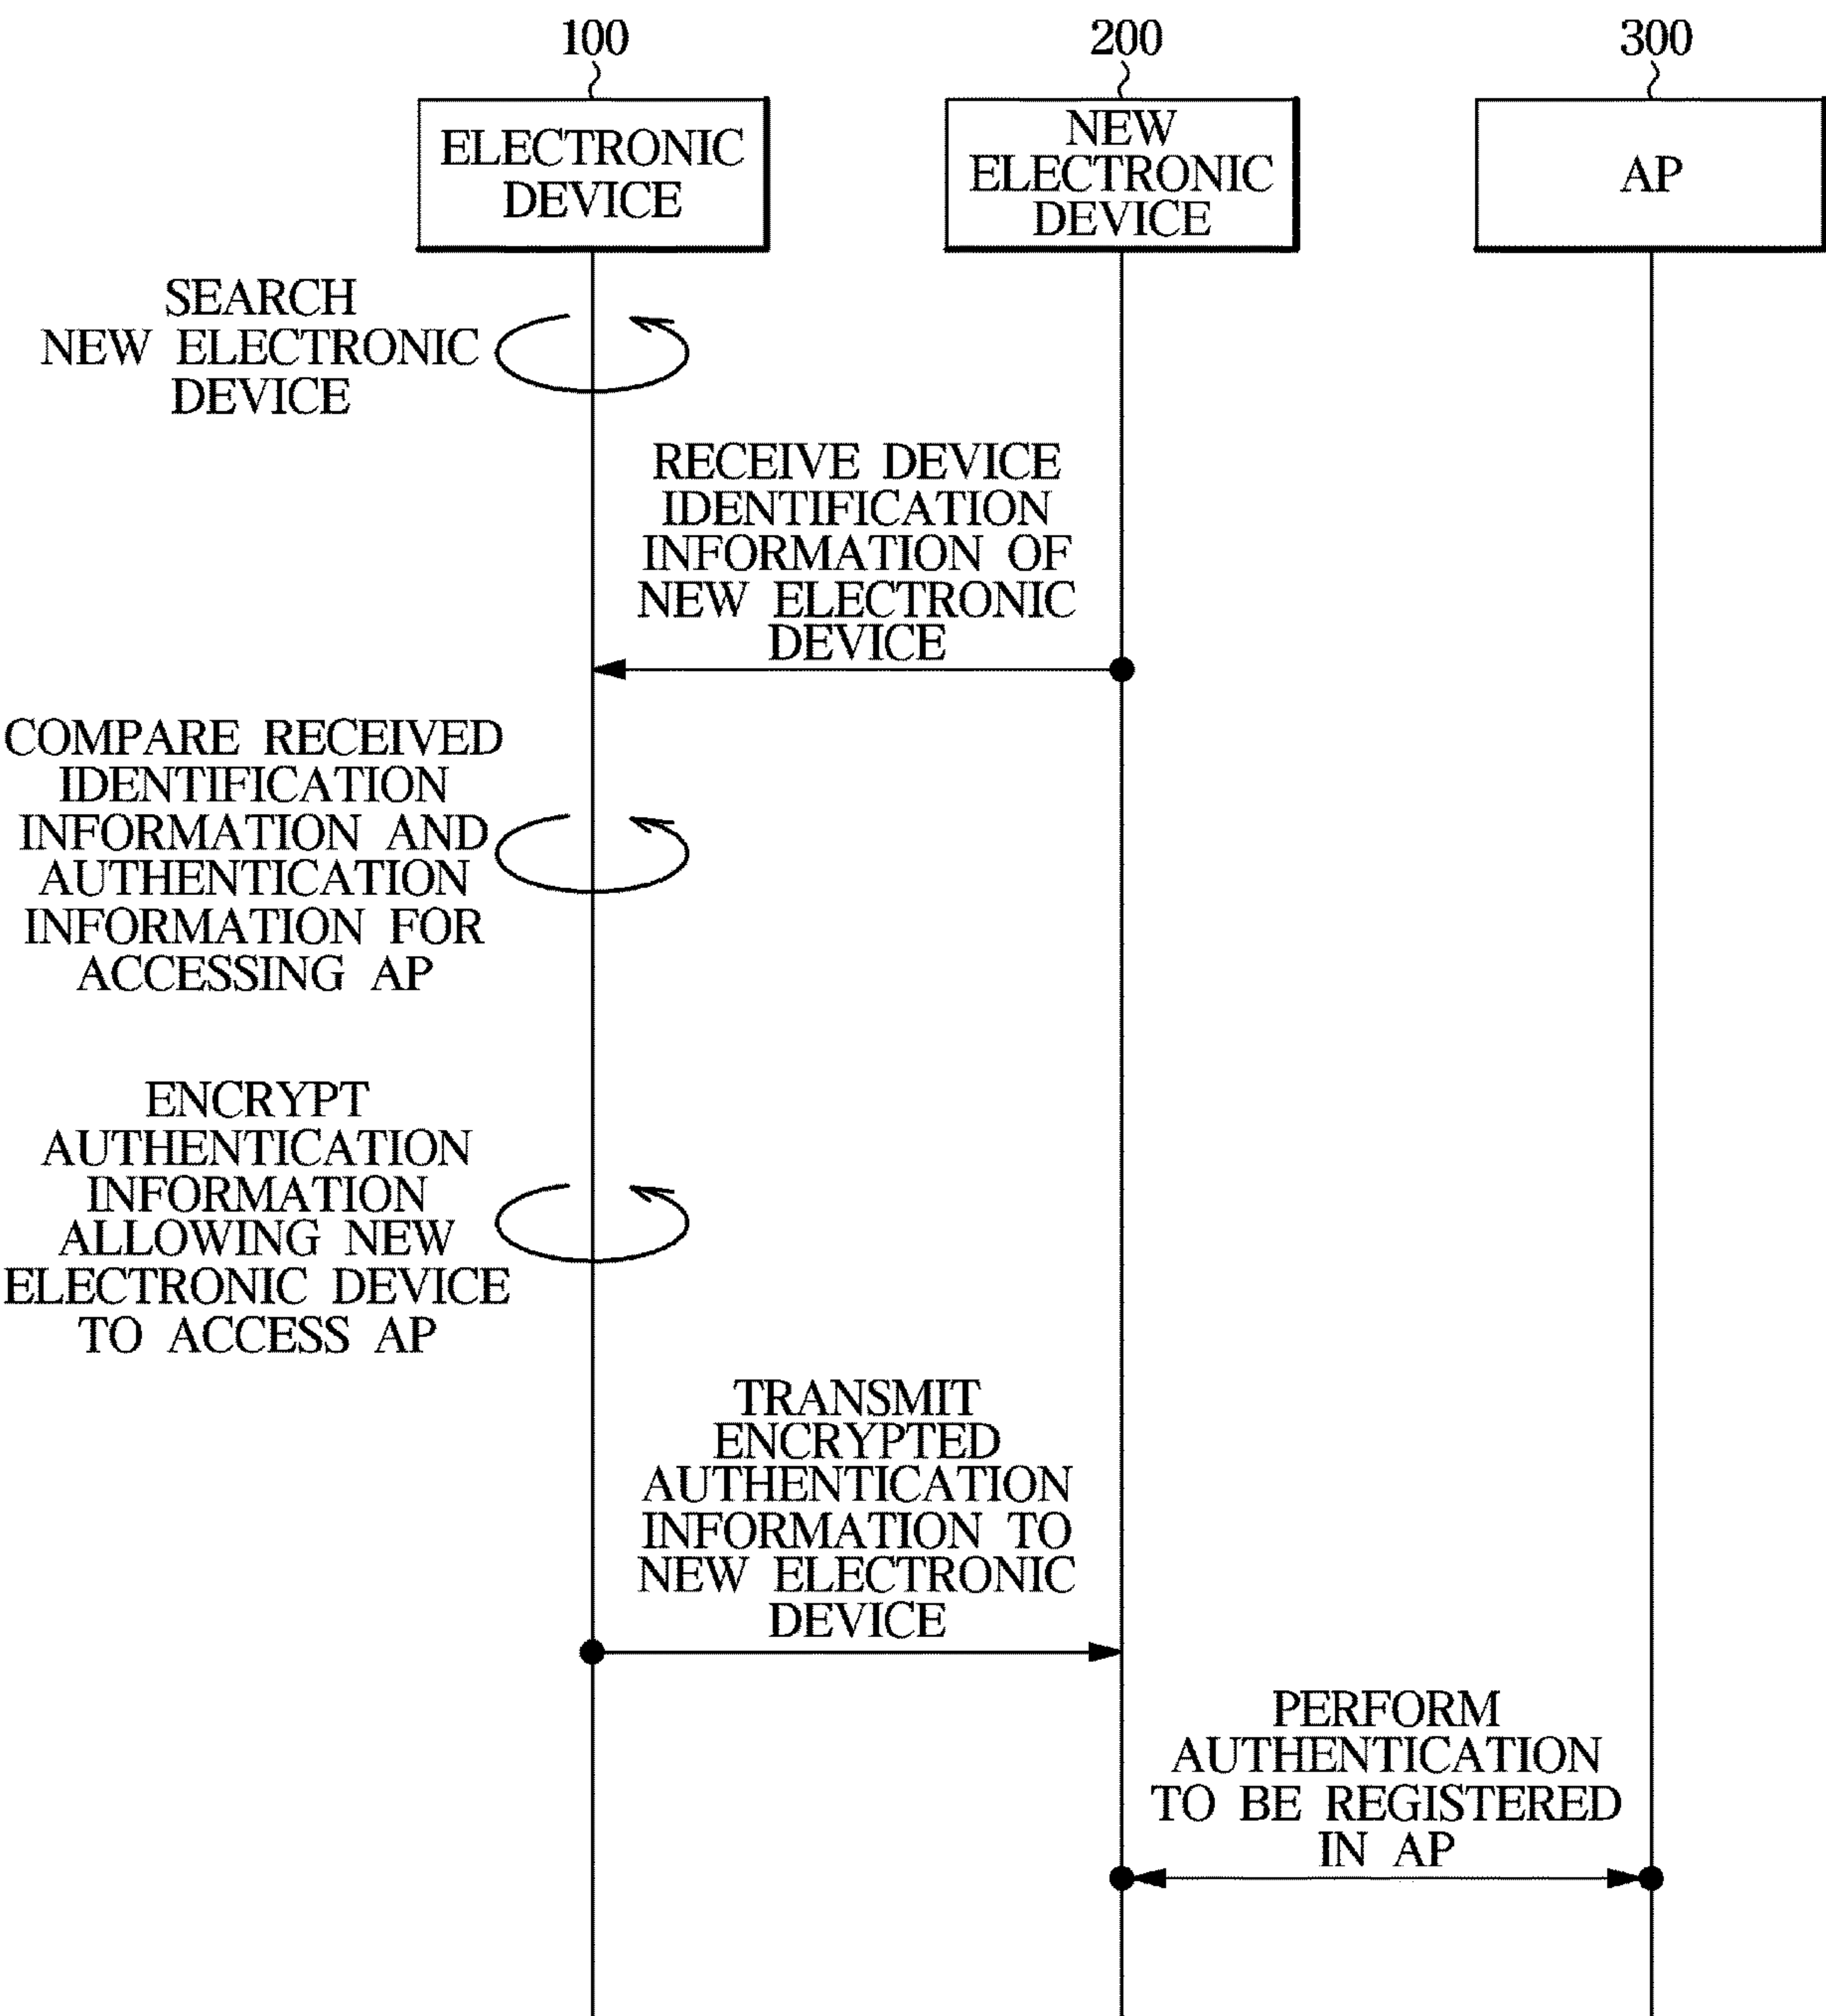 100
200
300
ELECTRONIC
DEVICE
NEW
ELECTRONIC
DEVICE
AP
SEARCH
NEW ELECTRONIC
DEVICE
RECEIVE DEVICE
IDENTIFICATION
INFORMATION OF
NEW ELECTRONIC
DEVICE
COMPARE RECEIVED
IDENTIFICATION
INFORMATION AND
AUTHENTICATION
INFORMATION FOR
ACCESSING AP
ENCRYPT
AUTHENTICATION
INFORMATION
ALLOWING NEW
ELECTRONIC DEVICE
TO ACCESS AP
TRANSMIT
ENCRYPTED
AUTHENTICATION
INFORMATION TO
NEW ELECTRONIC
DEVICE
PERFORM
AUTHENTICATION
TO BE REGISTERED
IN AP